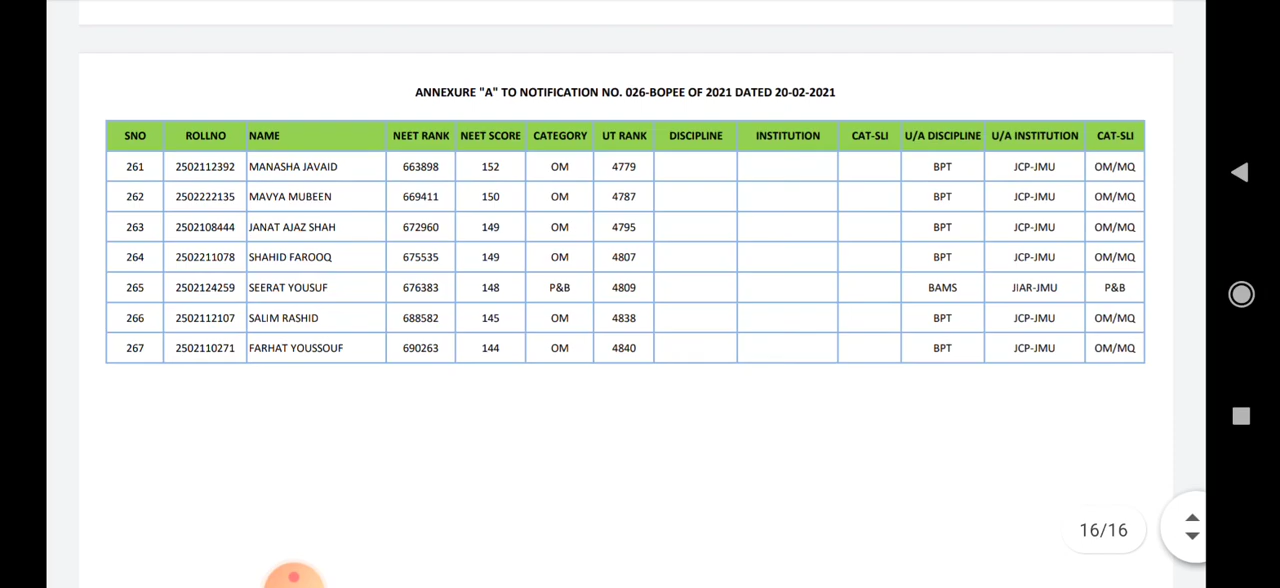 ANNEXURE "A" TO NOTIFICATION NO. 026-BOPEE OF 2021 DATED 20-02-2021
SNO ROLLNO NAME NEET RANK NEET SCORE CATEGORY UT RANK DISCIPLINE INSTITUTION CAT-SLI U/A DISCIPLINE U/A INSTITUTION CAT-SLI
261 2502112392 MANASHA JAVAID 663898 152 OM 4779 BPT JCP-JMU OM/MQ
262 2502222135 MAVYA MUBEEN 669411 150 OM 4787 BPT JCP-JMU OM/MQ
263 2502108444 JANAT AJAZ SHAH 672960 149 OM 4795 BPT JCP-JMU OM/MQ
264 2502211078 SHAHID FAROOQ 675535 149 OM 4807 BPT JCP-JMU OM/MQ
265 2502124259 SEERAT YOUSUF 676383 148 P&B 4809 BAMS JIAR-JMU P&B
266 2502112107 SALIM RASHID 688582 145 OM 4838 BPT JCP-JMU OM/MQ
267 2502110271 FARHAT YOUSSOUF 690263 144 OM 4840 BPT JCP-JMU OM/MQ
16/16